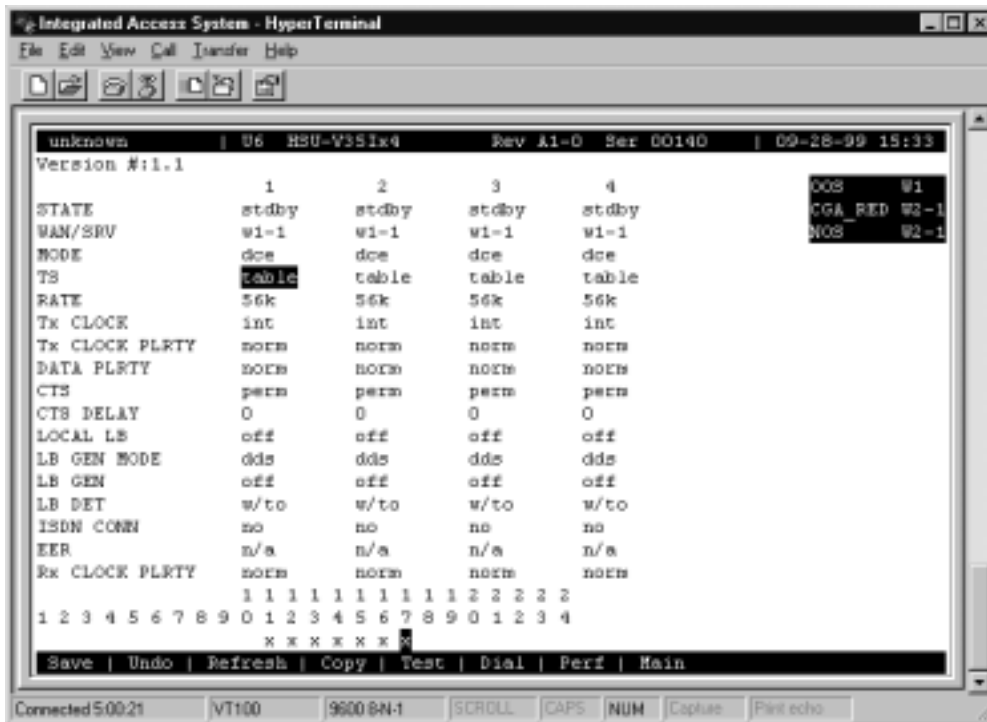 Integrated Access System - HyperTerminal
File Edit View Call Transfer Help
unknown | U6 HSU-V35Ix4 Rev A1-0 Ser 00140 | 09-28-99 15:33
Version #:1.1
1 2 3 4 OOS W1
STATE stdby stdby stdby stdby CGA_RED W2-1
WAN/SRV w1-1 w1-1 w1-1 w1-1 NOS W2-1
MODE dce dce dce dce
TS table table table table
RATE 56k 56k 56k 56k
Tx CLOCK int int int int
Tx CLOCK PLRTY norm norm norm norm
DATA PLRTY norm norm norm norm
CTS perm perm perm perm
CTS DELAY 0 0 0 0
LOCAL LB off off off off
LB GEN MODE dds dds dds dds
LB GEN off off off off
LB DET w/to w/to w/to w/to
ISDN CONN no no no no
EER n/a n/a n/a n/a
Rx CLOCK PLRTY norm norm norm norm
1 1 1 1 1 1 1 1 1 1 2 2 2 2 2
1 2 3 4 5 6 7 8 9 0 1 2 3 4 5 6 7 8 9 0 1 2 3 4
x x x x x x x
Save | Undo | Refresh | Copy | Test | Dial | Perf | Main
Connected 5:00:21 VT100 9600 8-N-1 SCROLL CAPS NUM Capture Print echo